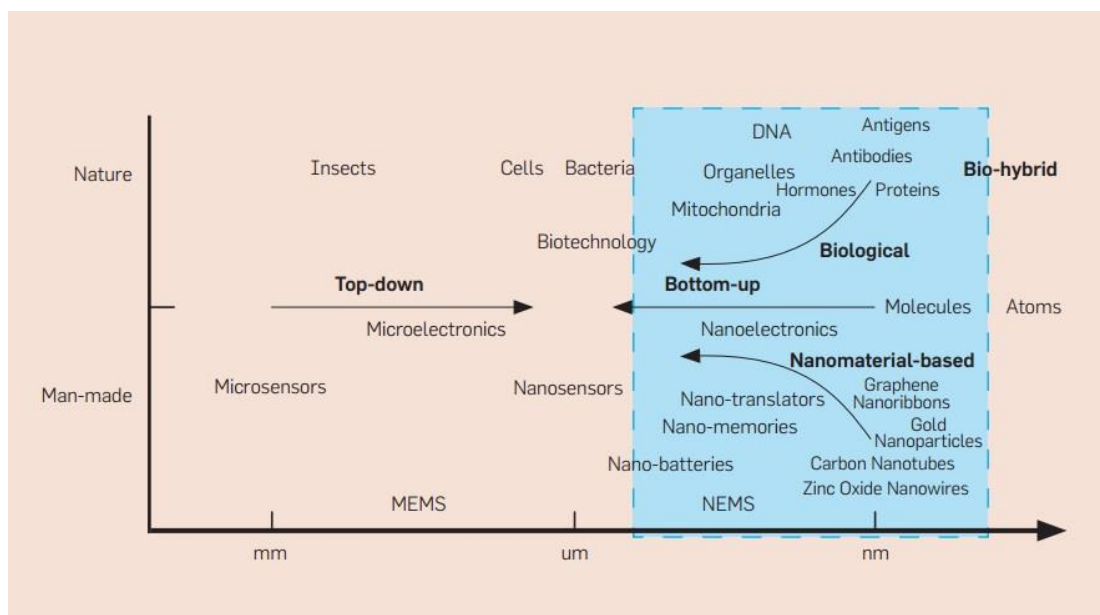 DNA
Antigens
Nature
Insects
Cells
Bacteria
Organelles
Antibodies
Bio-hybrid
Hormones
Proteins
Mitochondria
Biotechnology
Biological
Top-down
Bottom-up
Molecules
Atoms
Microelectronics
Nanoelectronics
Nanomaterial-based
Man-made
Microsensors
Nanosensors
Nano-translators
Graphene
Nanoribbons
Nano-memories
Gold
Nanoparticles
Nano-batteries
Carbon Nanotubes
Zinc Oxide Nanowires
MEMS
NEMS
mm
um
nm